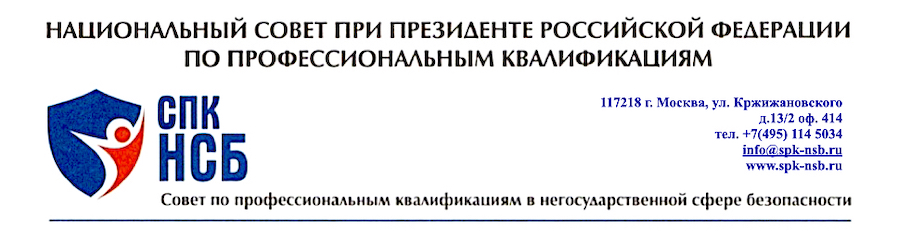 НАЦИОНАЛЬНЫЙ СОВЕТ ПРИ ПРЕЗИДЕНТЕ РОССИЙСКОЙ ФЕДЕРАЦИИ
ПО ПРОФЕССИОНАЛЬНЫМ КВАЛИФИКАЦИЯМ
СПК
НСБ
117218 г. Москва, ул. Кржижановского
д.13/2 оф. 414
тел. +7(495) 114 5034
info@spk-nsb.ru
www.spk-nsb.ru
Совет по профессиональным квалификациям в негосударственной сфере безопасности